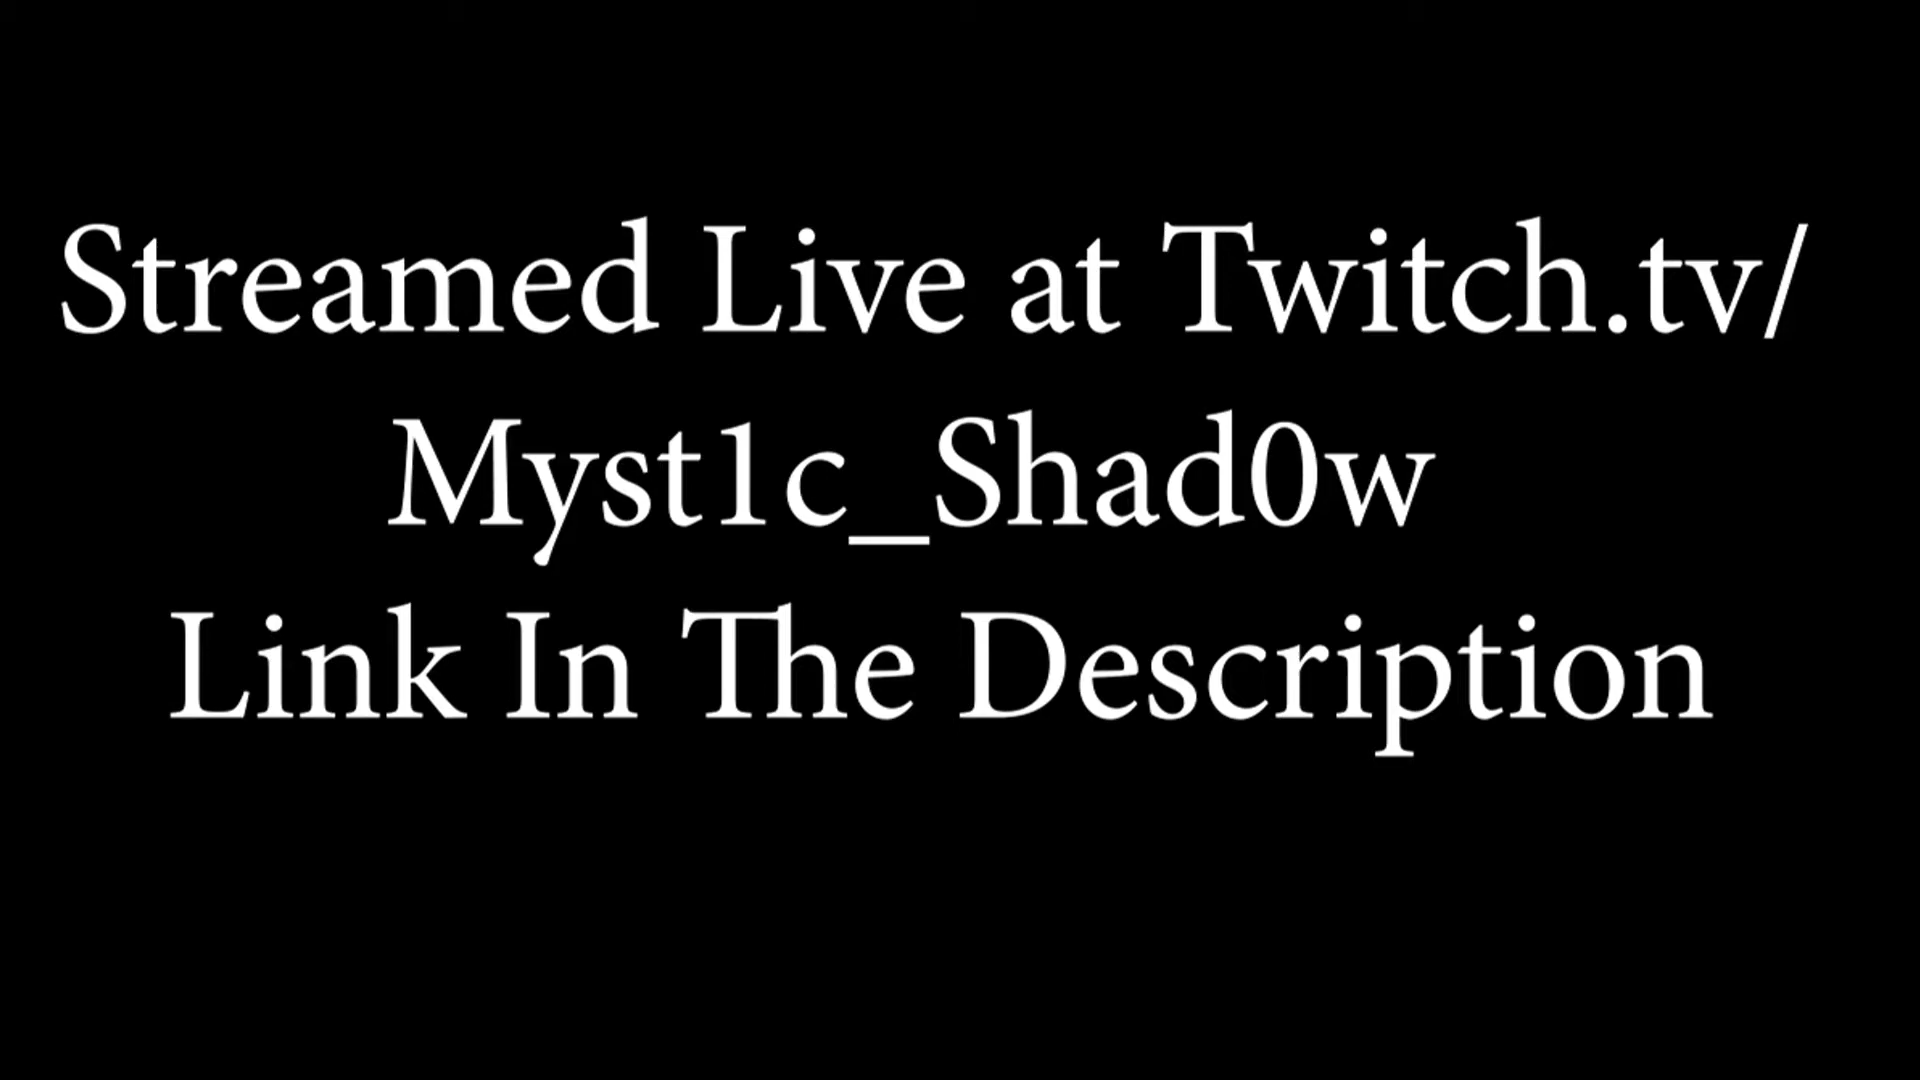 Streamed Live at Twitch.tv/
Myst1c_Shad0w
Link In The Description